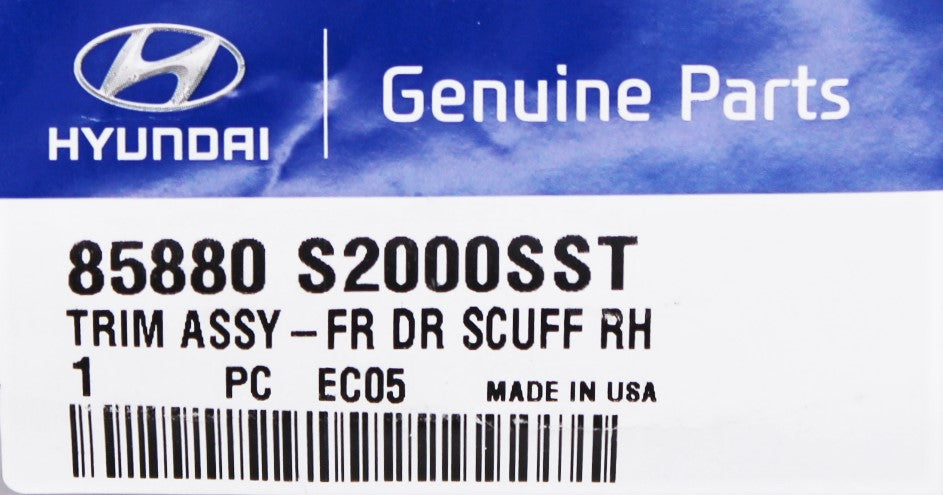 HYUNDAI
Genuine Parts
85880 S2000SST
TRIM ASSY-FR DR SCUFF RH
1 PC EC05 MADE IN USA